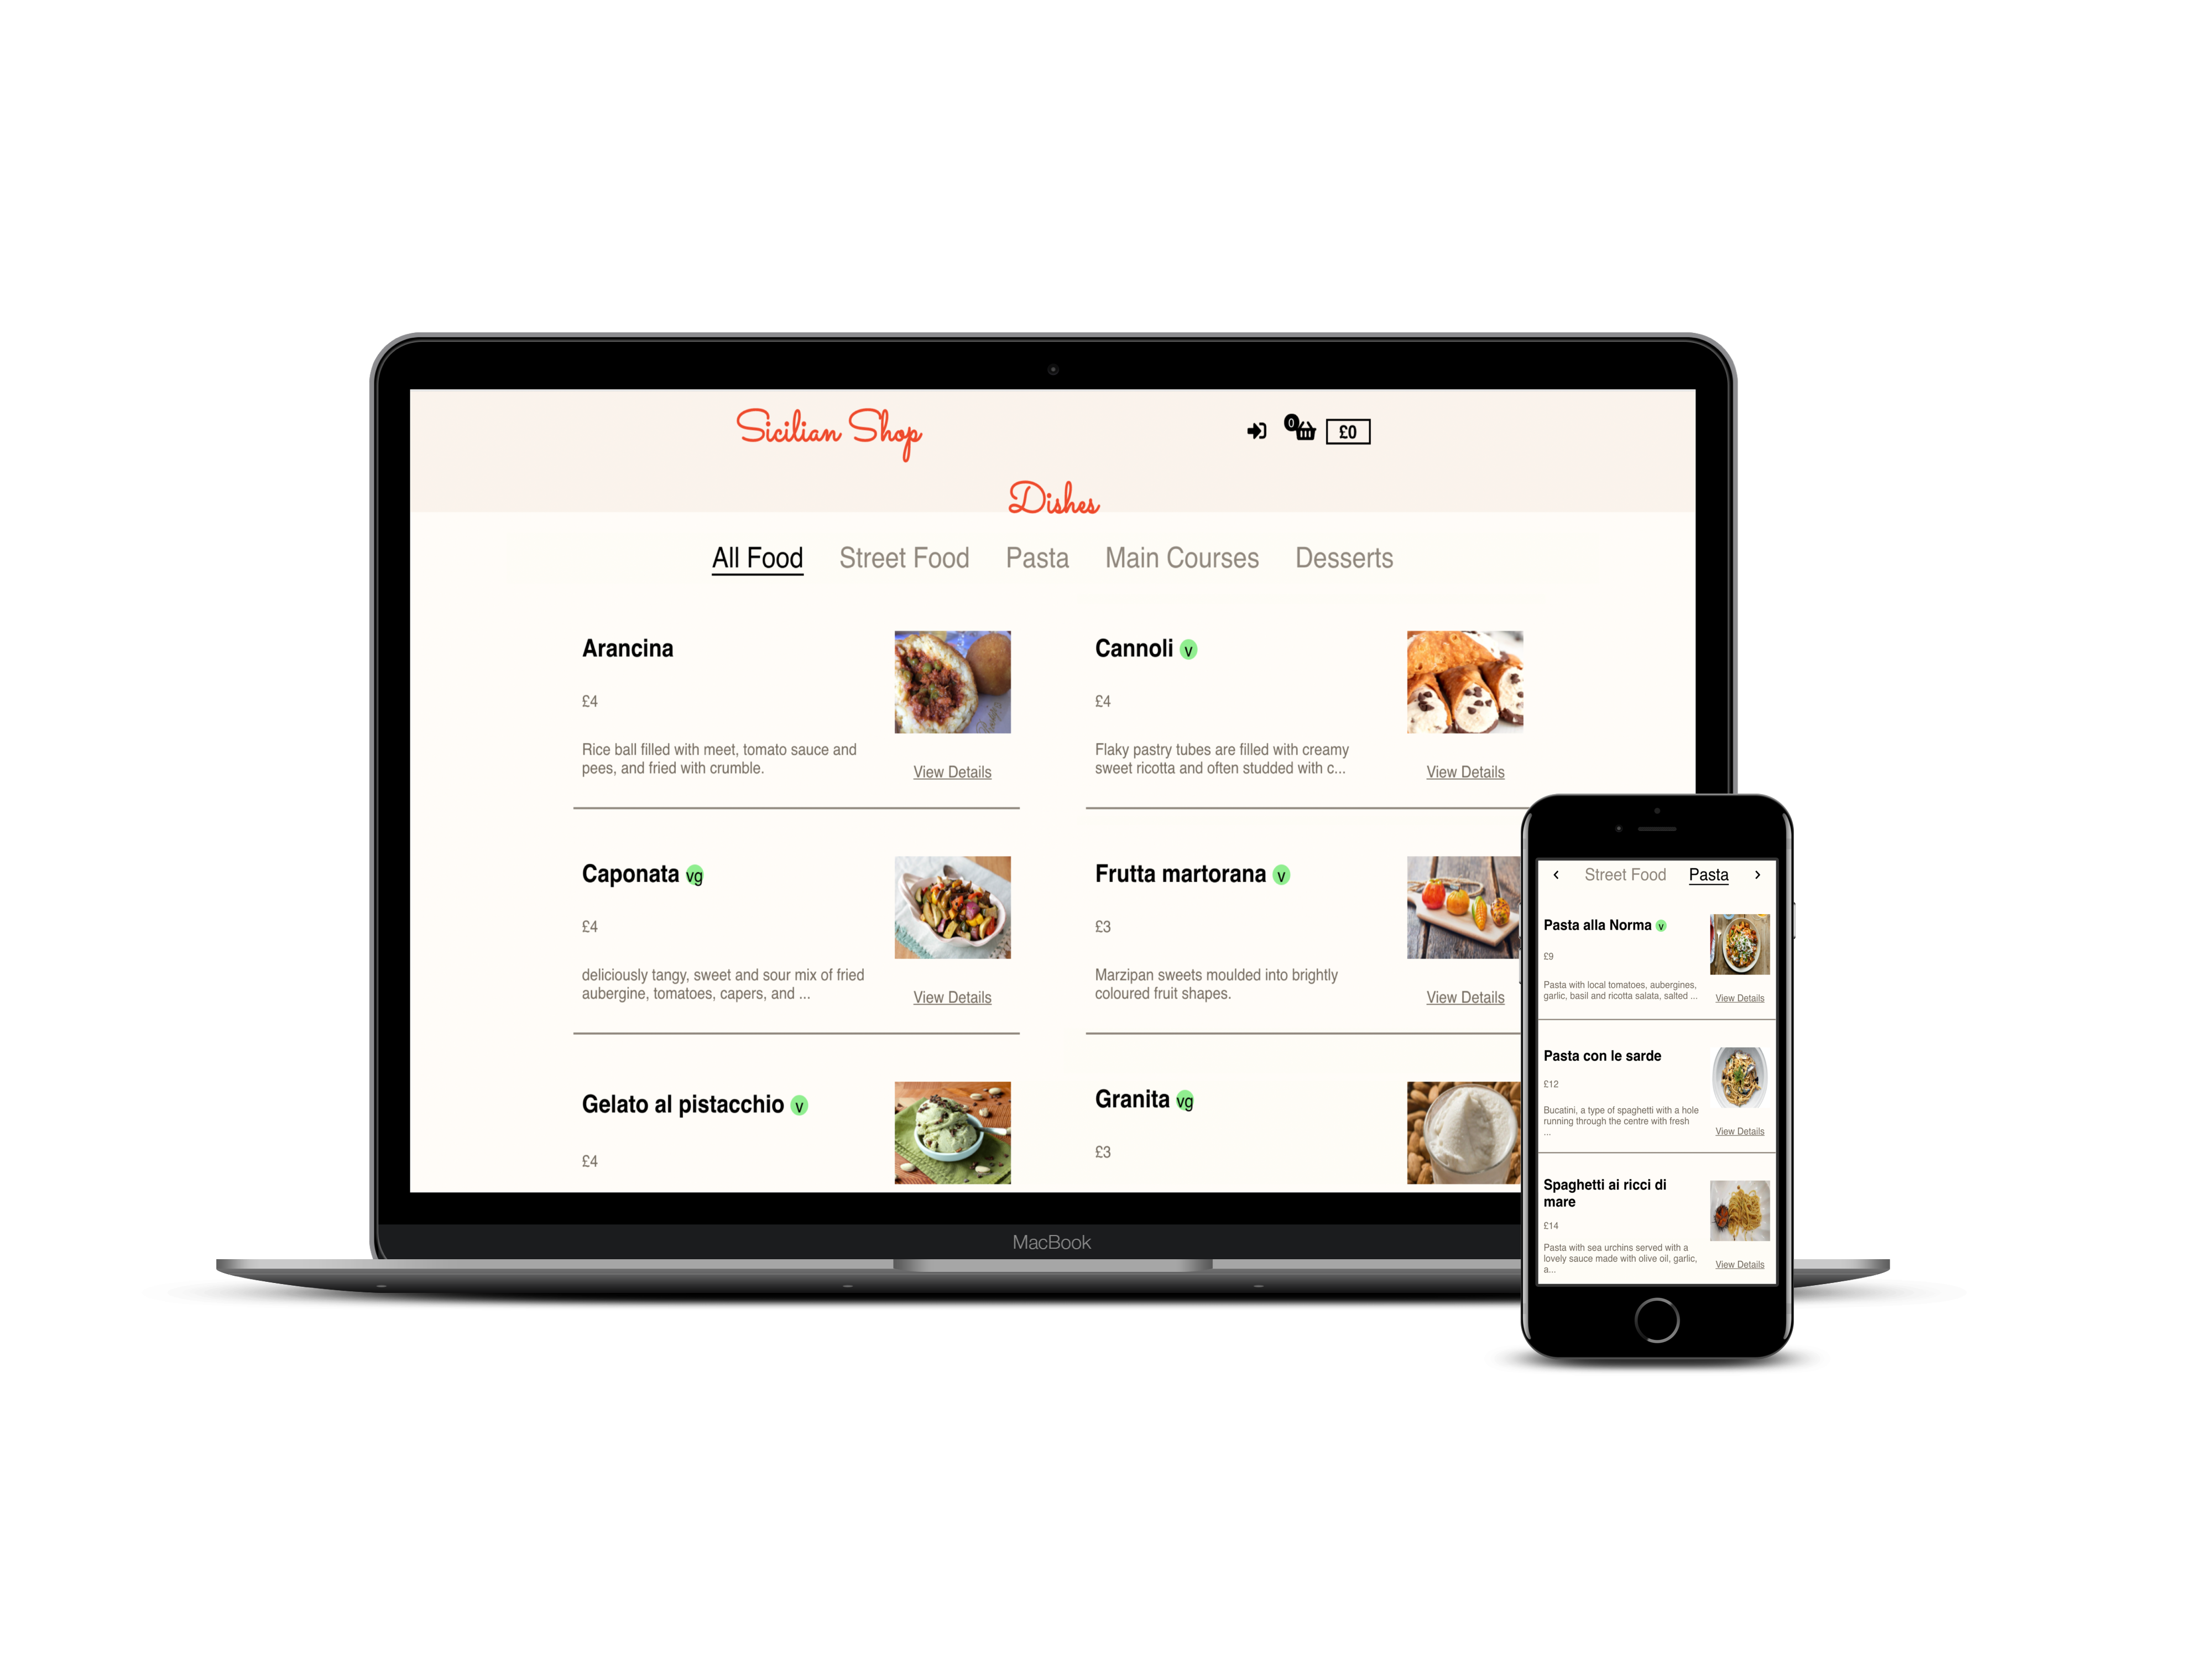 Sicilian Shop
0
£0
Dishes
All Food Street Food Pasta Main Courses Desserts
Arancina
£4
Rice ball filled with meet, tomato sauce and
pees, and fried with crumble.
View Details
Cannoli v
£4
Flaky pastry tubes are filled with creamy
sweet ricotta and often studded with c...
View Details
Caponata vg
£4
deliciously tangy, sweet and sour mix of fried
aubergine, tomatoes, capers, and ...
View Details
Frutta martorana v
£3
Marzipan sweets moulded into brightly
coloured fruit shapes.
View Details
Gelato al pistacchio v
£4
Granita vg
£3
MacBook
‹ Street Food Pasta ›
Pasta alla Norma v
£9
Pasta with local tomatoes, aubergines,
garlic, basil and ricotta salata, salted ...
View Details
Pasta con le sarde
£12
Bucatini, a type of spaghetti with a hole
running through the centre with fresh
...
View Details
Spaghetti ai ricci di
mare
£14
Pasta with sea urchins served with a
lovely sauce made with olive oil, garlic,
a...
View Details